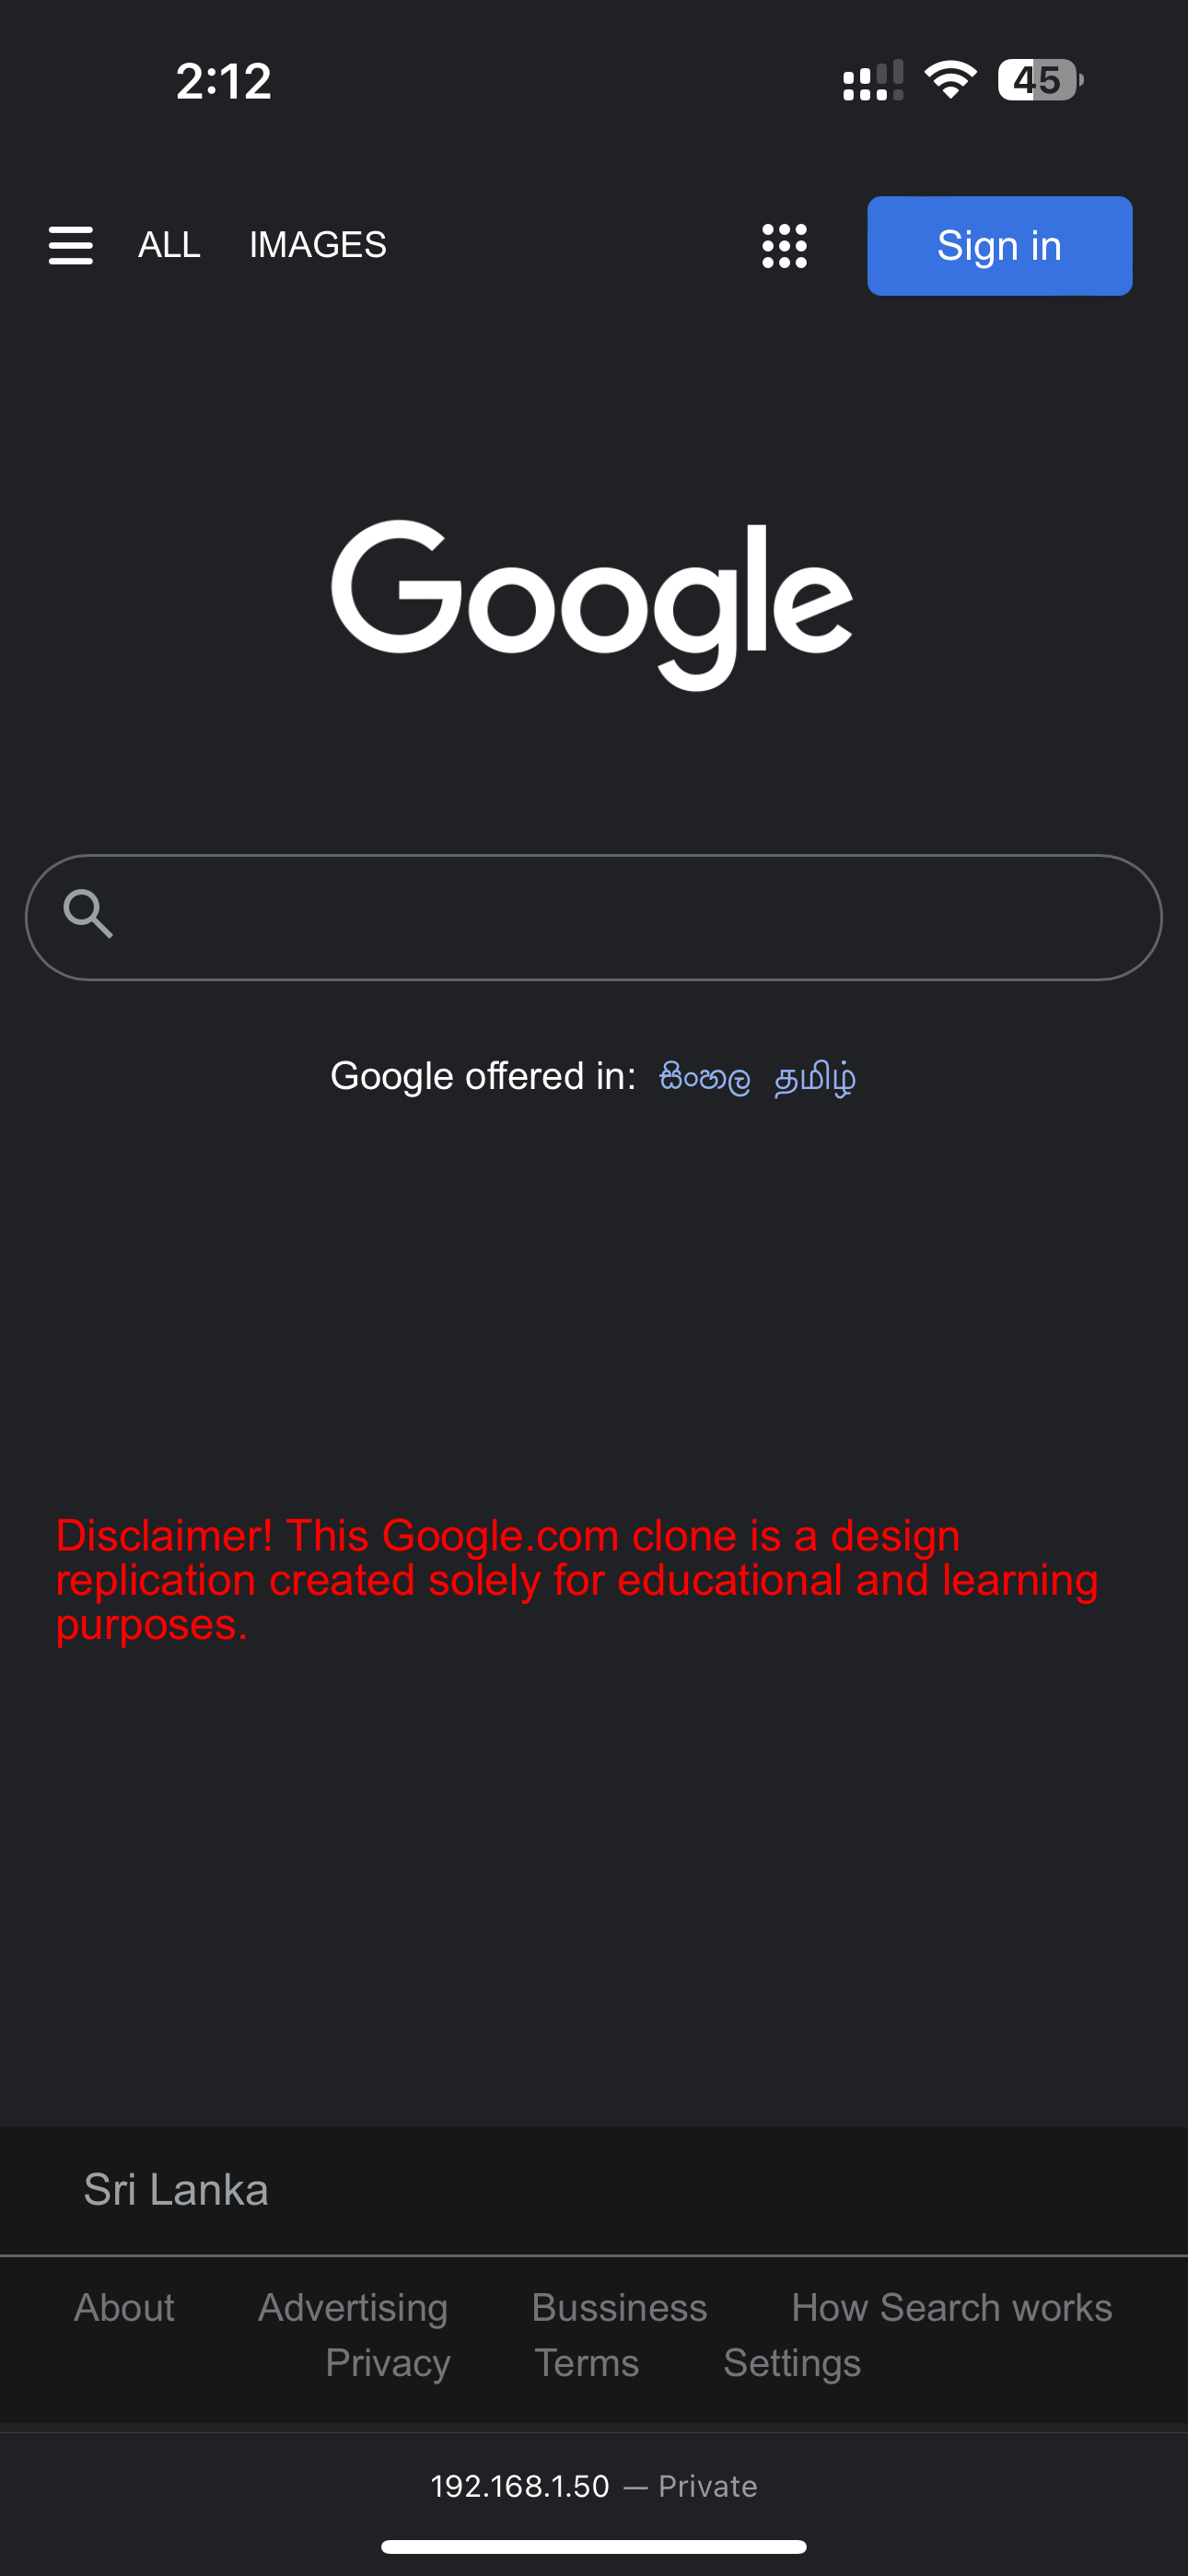 2:12
45
ALL IMAGES Sign in
Google
Google offered in: සිංහල தமிழ்
Disclaimer! This Google.com clone is a design
replication created solely for educational and learning
purposes.
Sri Lanka
About Advertising Bussiness How Search works
Privacy Terms Settings
192.168.1.50 — Private